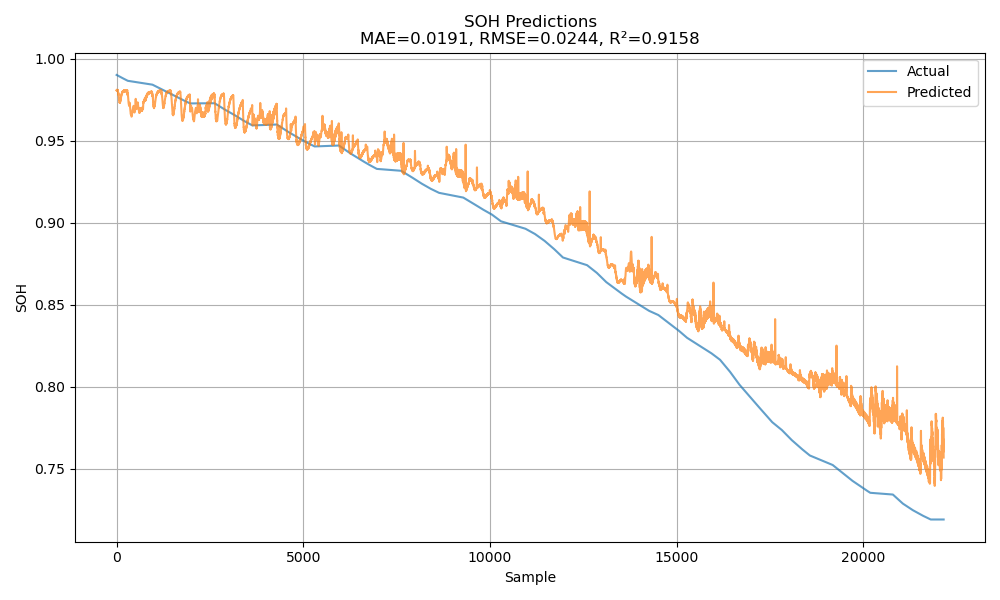 SOH Predictions
MAE=0.0191, RMSE=0.0244, R²=0.9158
Actual
Predicted
1.00
0.95
0.90
0.85
0.80
0.75
SOH
0
5000
10000
15000
20000
Sample